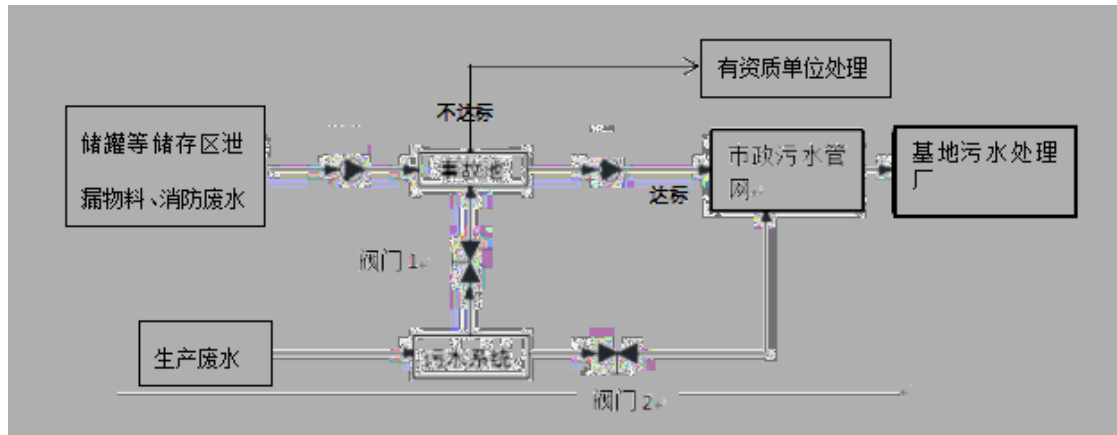 有资质单位处理
不达标
储罐等储存区泄
漏物料、消防废水
事故池
市政污水管
网
基地污水处理
厂
达标
阀门 1
生产废水
污水系统
阀门 2